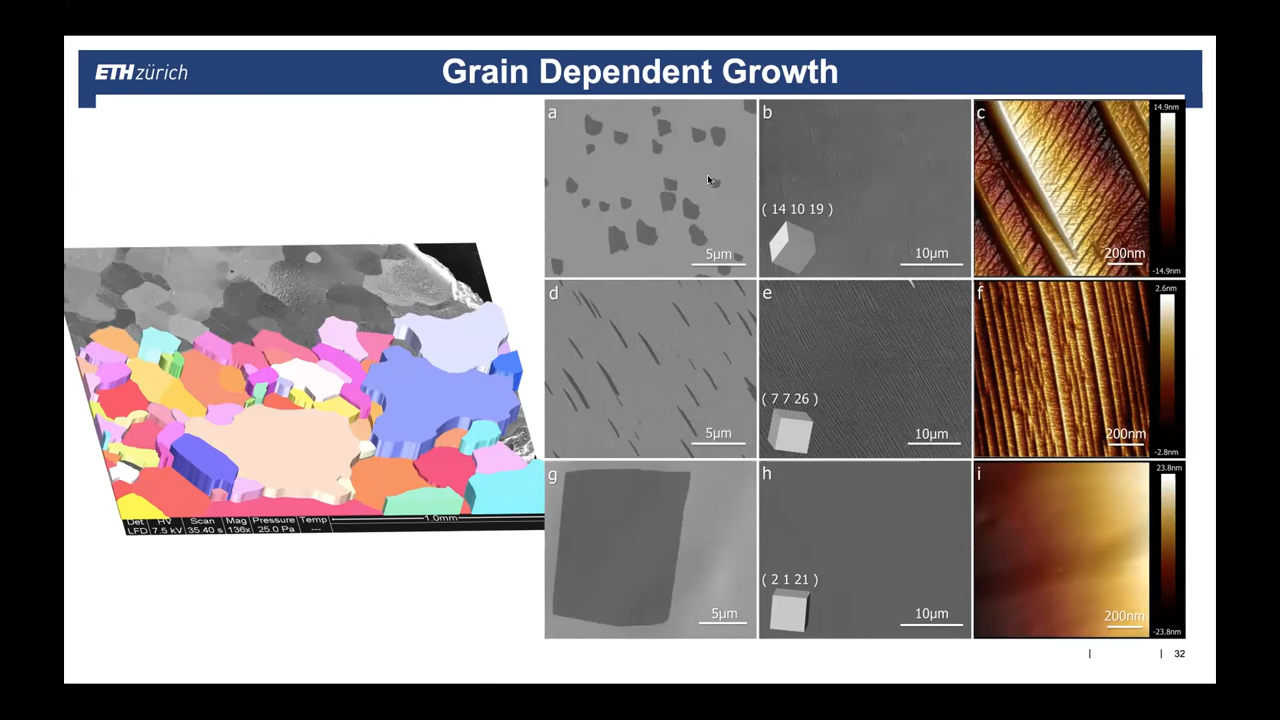 ETH zürich
Grain Dependent Growth
a
5µm
b
( 14 10 19 )
10µm
c
200nm
14.9nm
-14.9nm
d
5µm
e
( 7 7 26 )
10µm
f
200nm
2.6nm
-2.8nm
g
5µm
h
( 2 1 21 )
10µm
i
200nm
23.8nm
-23.8nm
Det HV Scan Mag Pressure Temp
LFD 7.5 kV 35.40 s 136x 25.0 Pa ---
1.0mm
| | 32